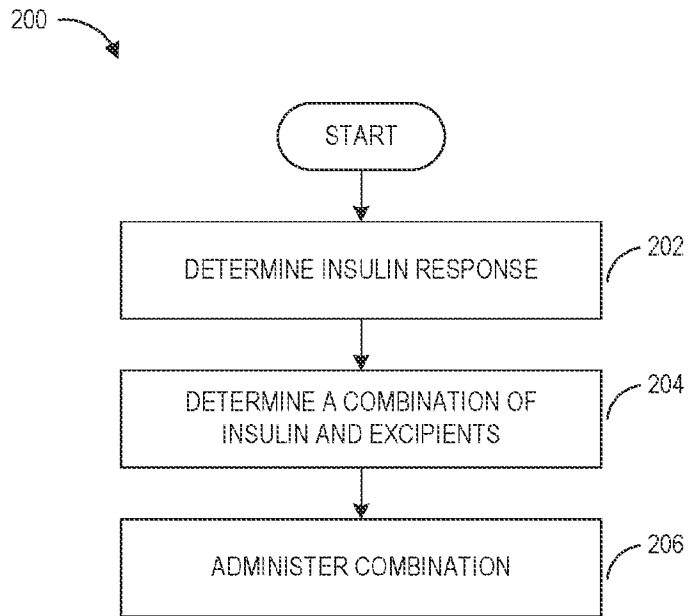 200
START
DETERMINE INSULIN RESPONSE
202
DETERMINE A COMBINATION OF
INSULIN AND EXCIPIENTS
204
ADMINISTER COMBINATION
206